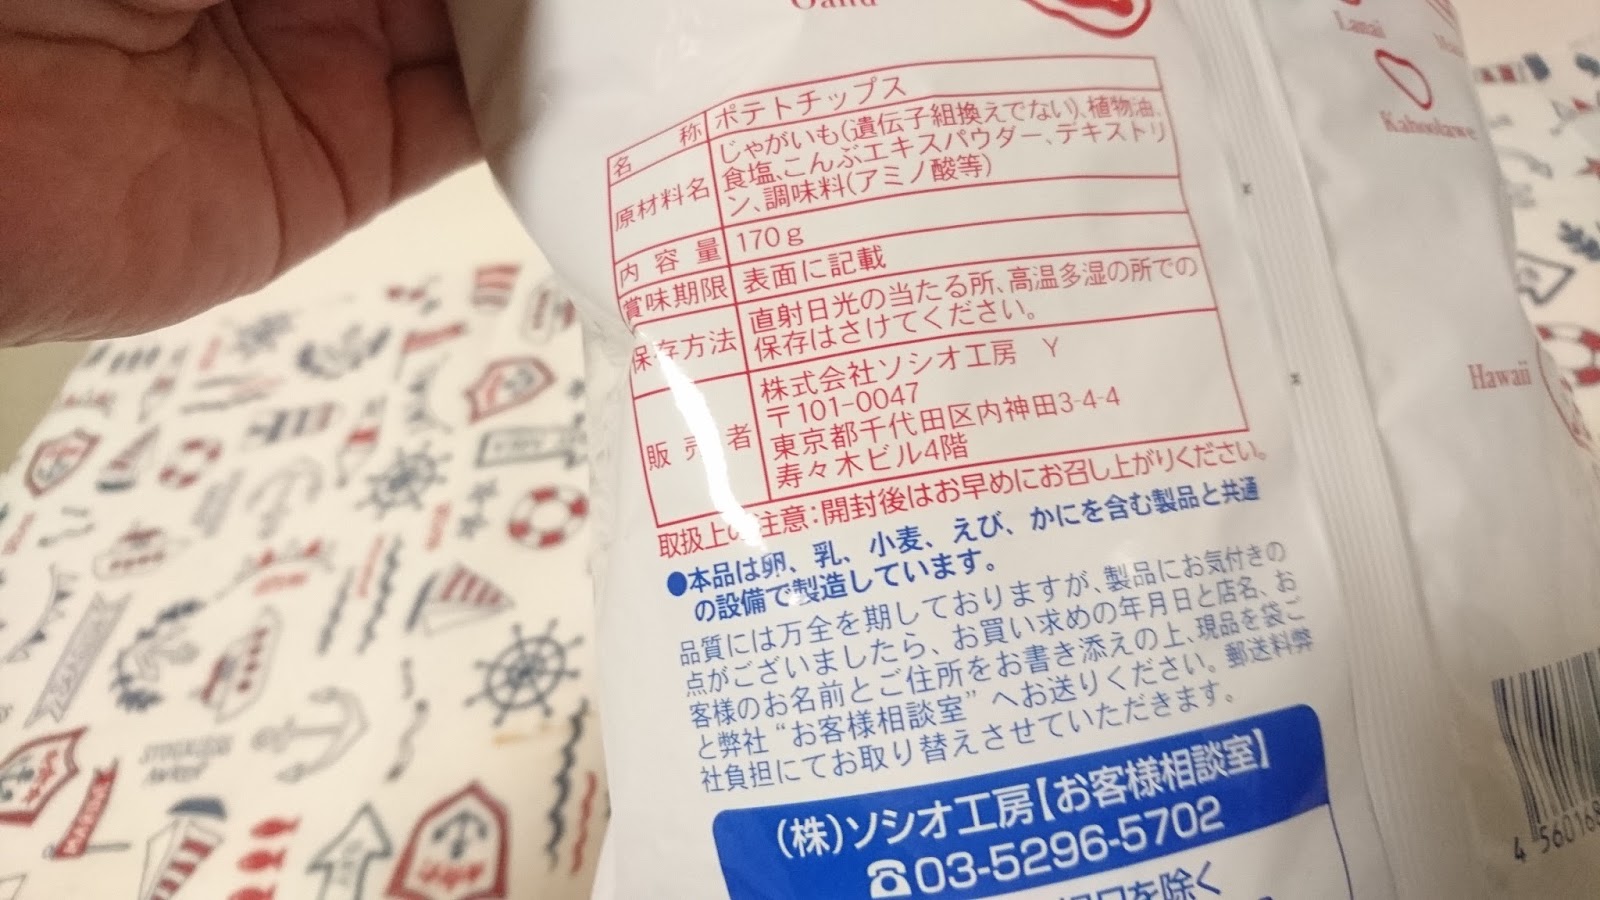 Oahu
Lanai
Kahoolawe
Hawaii
名称 ポテトチップス
原材料名 じゃがいも(遺伝子組換えでない)、植物油、
食塩、こんぶエキスパウダー、デキストリ
ン、調味料(アミノ酸等)
内容量 170g
賞味期限 表面に記載
保存方法 直射日光の当たる所、高温多湿の所での
保存はさけてください。
販売者 株式会社ソシオ工房 Y
〒101-0047
東京都千代田区内神田3-4-4
寿々木ビル4階
取扱上の注意:開封後はお早めにお召し上がりください。
●本品は卵、乳、小麦、えび、かにを含む製品と共通
の設備で製造しています。
品質には万全を期しておりますが、製品にお気付きの
点がございましたら、お買い求めの年月日と店名、お
客様のお名前とご住所をお書き添えの上、現品を袋ご
と弊社“お客様相談室”へお送りください。郵送料弊
社負担にてお取り替えさせていただきます。
(株)ソシオ工房【お客様相談室】
☎03-5296-5702
を除く
4 560168
MARINE